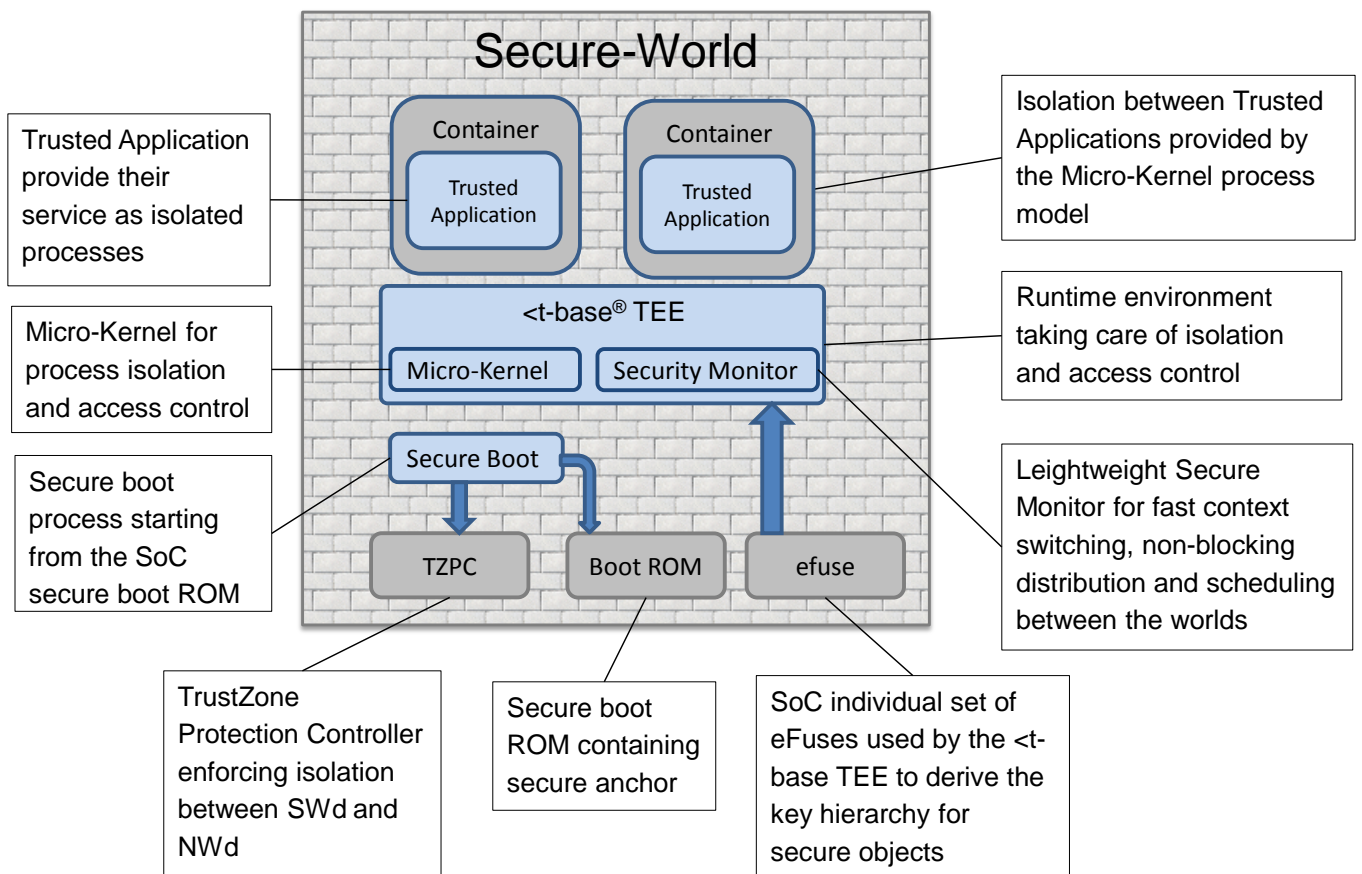 Secure-World
Container
Trusted
Application
Container
Trusted
Application
<t-base® TEE
Micro-Kernel
Security Monitor
Secure Boot
TZPC
Boot ROM
efuse
Trusted Application
provide their
service as isolated
processes
Micro-Kernel for
process isolation
and access control
Secure boot
process starting
from the SoC
secure boot ROM
Isolation between Trusted
Applications provided by
the Micro-Kernel process
model
Runtime environment
taking care of isolation
and access control
Leightweight Secure
Monitor for fast context
switching, non-blocking
distribution and scheduling
between the worlds
TrustZone
Protection Controller
enforcing isolation
between SWd and
NWd
Secure boot
ROM containing
secure anchor
SoC individual set of
eFuses used by the <t-
base TEE to derive the
key hierarchy for
secure objects